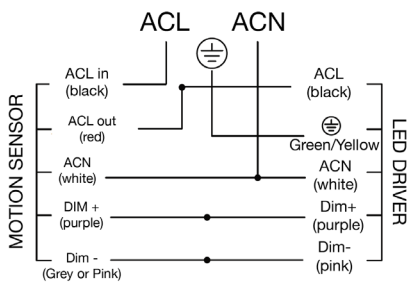 ACL ACN
ACL in
(black)
ACL out
(red)
ACN
(white)
DIM +
(purple)
Dim -
(Grey or Pink)
MOTION SENSOR
ACL
(black)
Green/Yellow
ACN
(white)
Dim+
(purple)
Dim-
(pink)
LED DRIVER